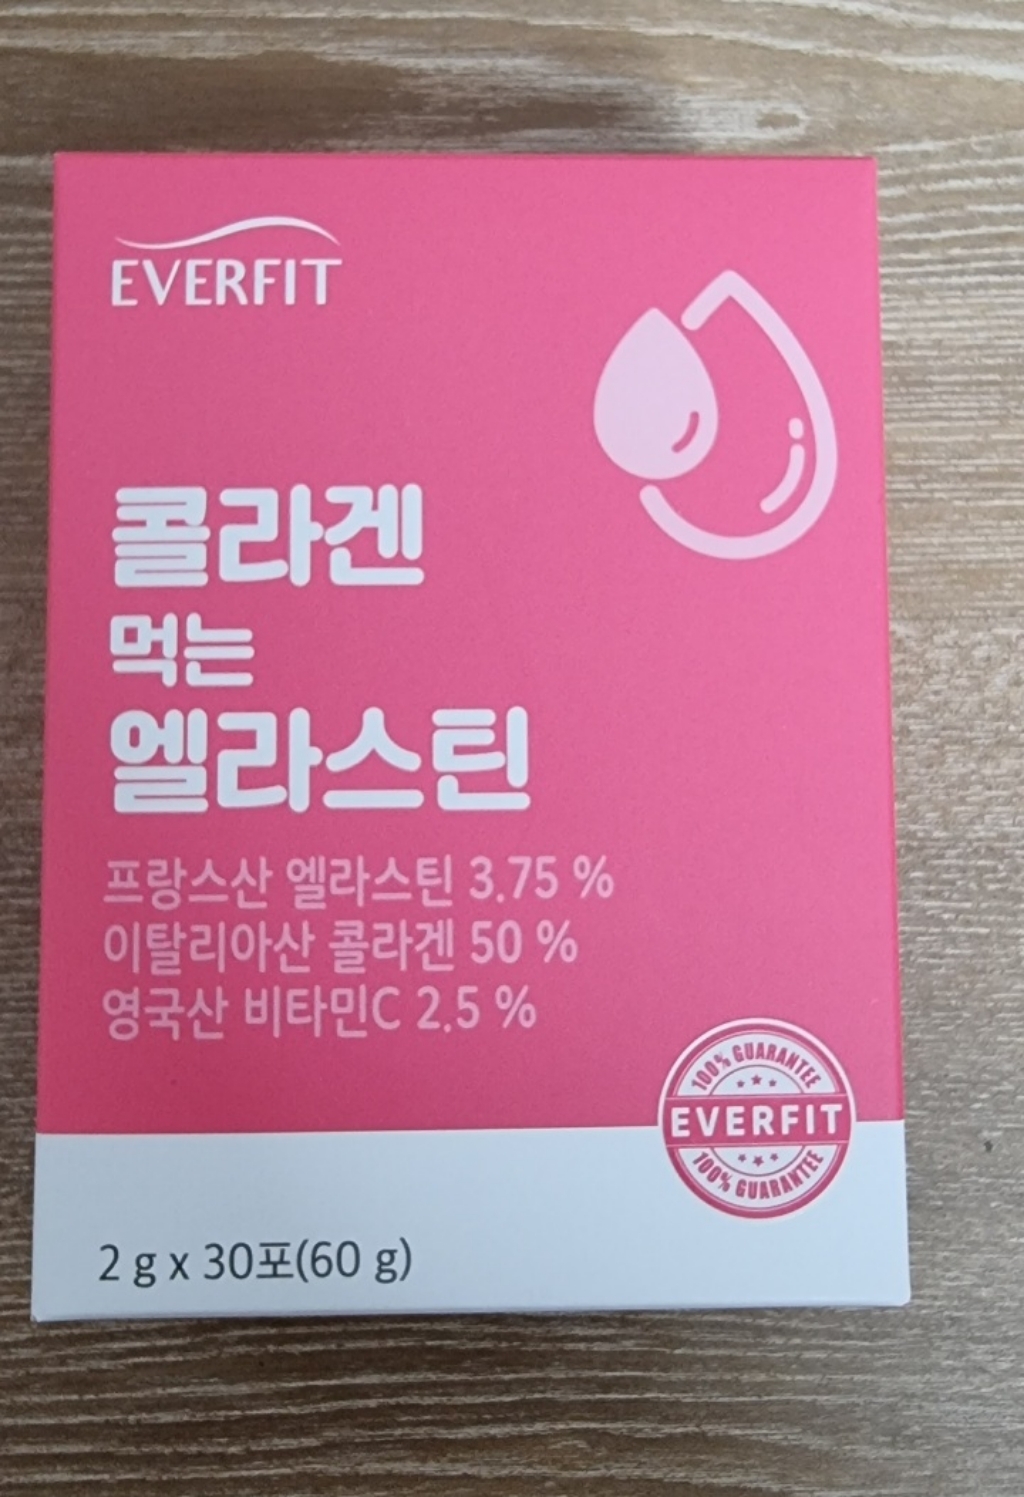 EVERFIT
콜라겐
먹는
엘라스틴
프랑스산 엘라스틴 3.75 %
이탈리아산 콜라겐 50 %
영국산 비타민C 2.5 %
100% GUARANTEE
EVERFIT
100% GUARANTEE
2 g x 30포(60 g)